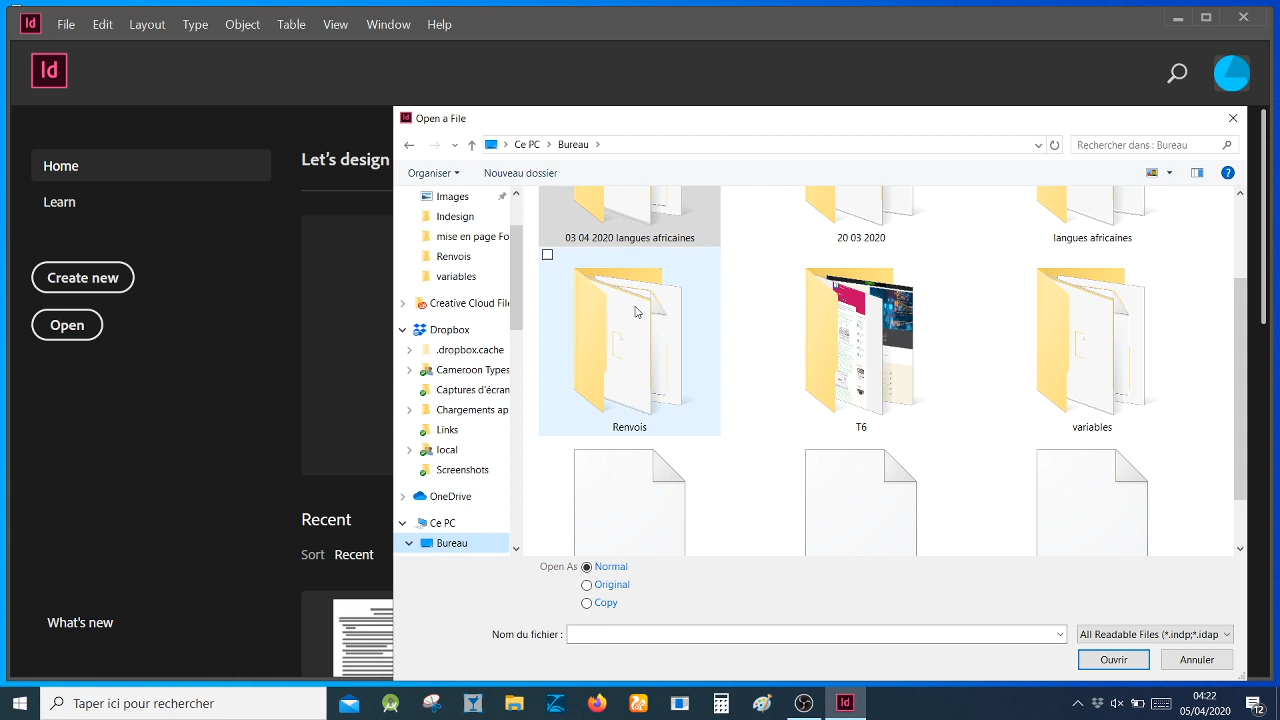 Id File Edit Layout Type Object Table View Window Help
Id
Home
Learn
Create new
Open
What's new
Let's design
Recent
Sort Recent
Id Open a File
Ce PC Bureau
Rechercher dans : Bureau
Organiser Nouveau dossier
Images
Indesign
mise en page Fo
Renvois
variables
Creative Cloud File
Dropbox
.dropbox.cache
Cameroon Types
Captures d'écran
Chargements ap
Links
local
Screenshots
OneDrive
Ce PC
Bureau
03 04 2020 langues africaines
20 03 2020
langues africaines
Renvois
T6
variables
Open As Normal
Original
Copy
Nom du fichier :
All Readable Files (*.indp;*.idap
Ouvrir Annuler
Taper ici pour rechercher
Id
04:22
05/04/2020
12